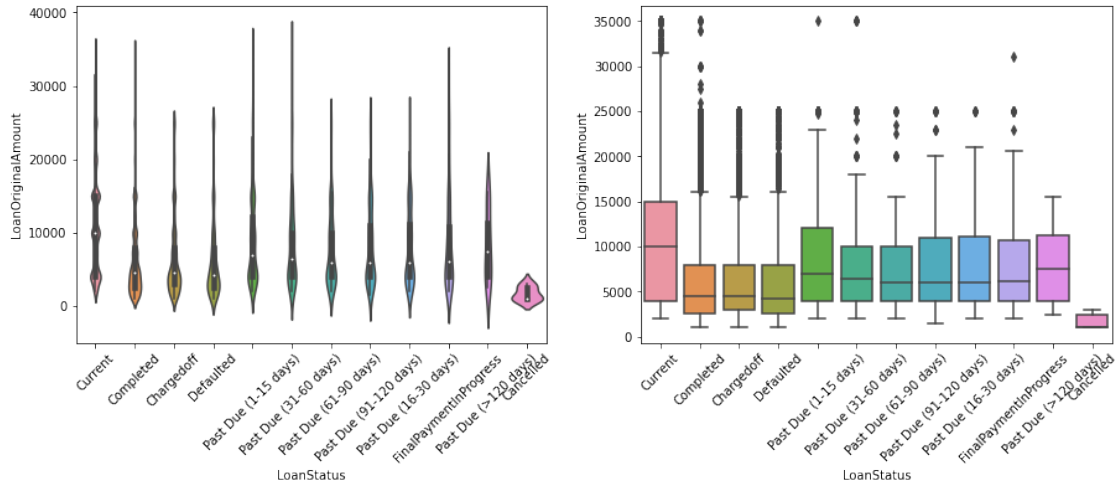 40000
30000
20000
10000
0
LoanOriginalAmount
Current
Completed
Chargedoff
Defaulted
Past Due (1-15 days)
Past Due (31-60 days)
Past Due (61-90 days)
Past Due (91-120 days)
Past Due (16-30 days)
FinalPaymentInProgress
Past Due (>120 days)
Cancelled
LoanStatus
35000
30000
25000
20000
15000
10000
5000
0
LoanOriginalAmount
Current
Completed
Chargedoff
Defaulted
Past Due (1-15 days)
Past Due (31-60 days)
Past Due (61-90 days)
Past Due (91-120 days)
Past Due (16-30 days)
FinalPaymentInProgress
Past Due (>120 days)
Cancelled
LoanStatus